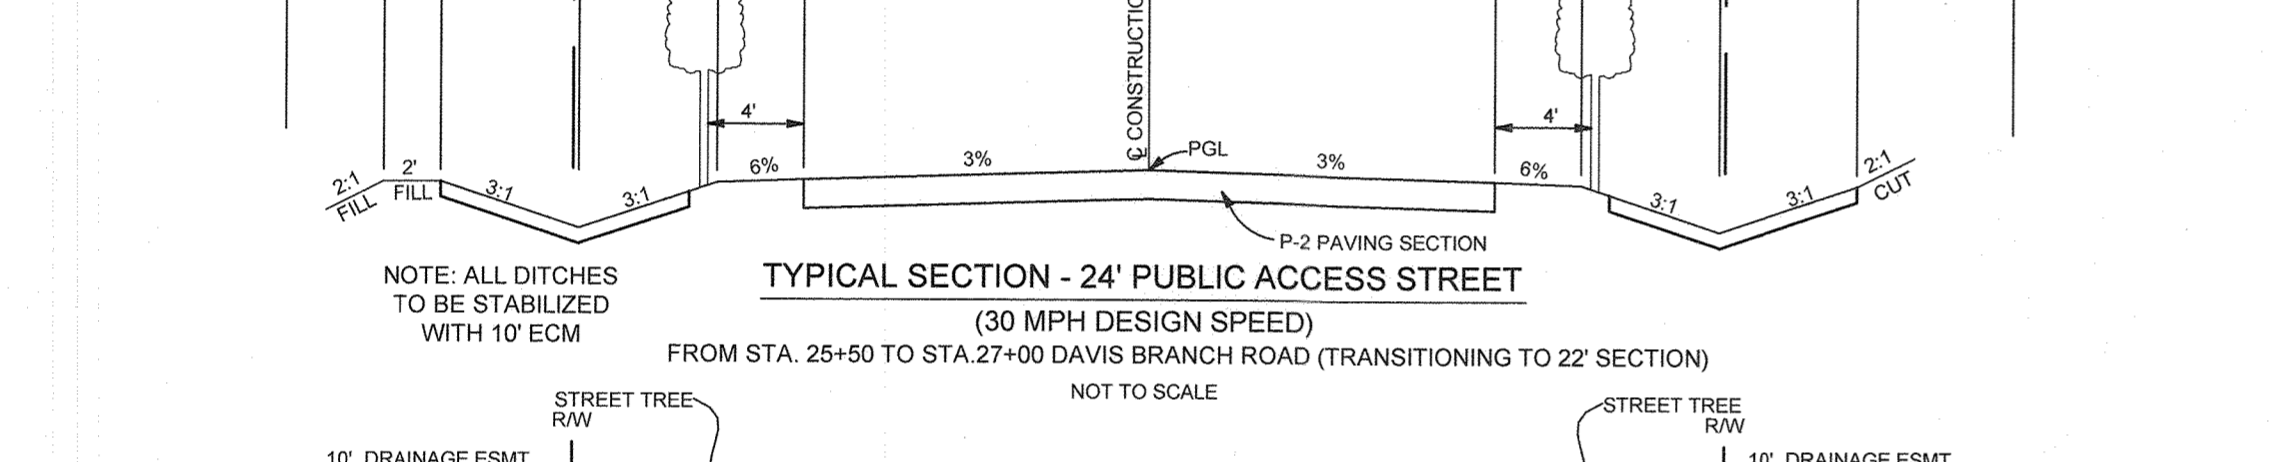 ℄ CONSTRUCTIO
4'
4'
PGL
2:1
FILL
2'
FILL
3:1
3:1
6%
3%
3%
6%
3:1
3:1
2:1
CUT
P-2 PAVING SECTION
NOTE: ALL DITCHES
TO BE STABILIZED
WITH 10' ECM
TYPICAL SECTION - 24' PUBLIC ACCESS STREET
(30 MPH DESIGN SPEED)
FROM STA. 25+50 TO STA.27+00 DAVIS BRANCH ROAD (TRANSITIONING TO 22' SECTION)
NOT TO SCALE
STREET TREE
R/W
STREET TREE
R/W
10' DRAINAGE ESMT
10' DRAINAGE ESMT